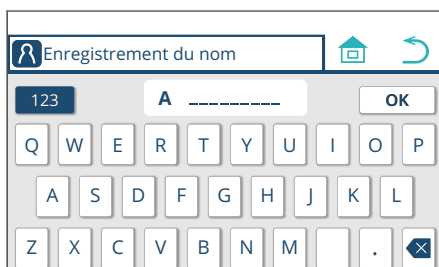 Enregistrement du nom
123 A _________ OK
Q W E R T Y U I O P
A S D F G H J K L
Z X C V B N M .